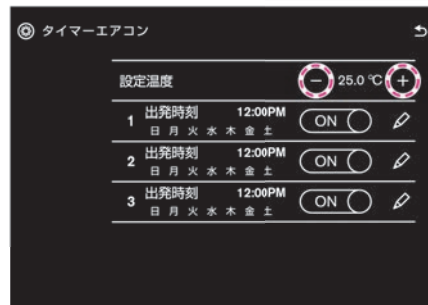 タイマーエアコン
設定温度 − 25.0 ℃ +
1 出発時刻 12:00PM ON
日 月 火 水 木 金 土
2 出発時刻 12:00PM ON
日 月 火 水 木 金 土
3 出発時刻 12:00PM ON
日 月 火 水 木 金 土